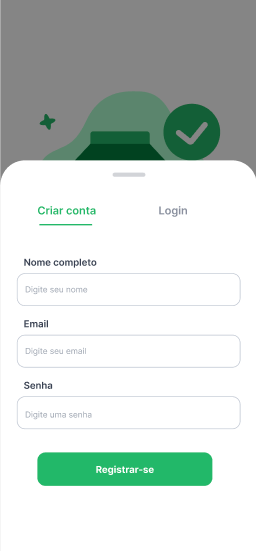 Criar conta Login
Nome completo
Digite seu nome
Email
Digite seu email
Senha
Digite uma senha
Registrar-se